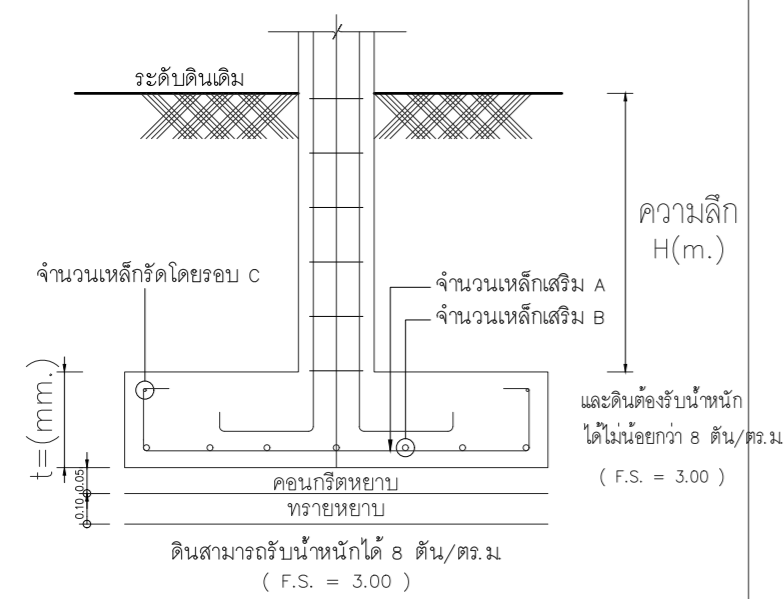 ระดับดินเดิม
ความลึก
H(m.)
จำนวนเหล็กรัดโดยรอบ C
จำนวนเหล็กเสริม A
จำนวนเหล็กเสริม B
t=(mm.)
และดินต้องรับน้ำหนัก
ได้ไม่น้อยกว่า 8 ตัน/ตร.ม.
( F.S. = 3.00 )
0.05
คอนกรีตหยาบ
0.10
ทรายหยาบ
ดินสามารถรับน้ำหนักได้ 8 ตัน/ตร.ม.
( F.S. = 3.00 )